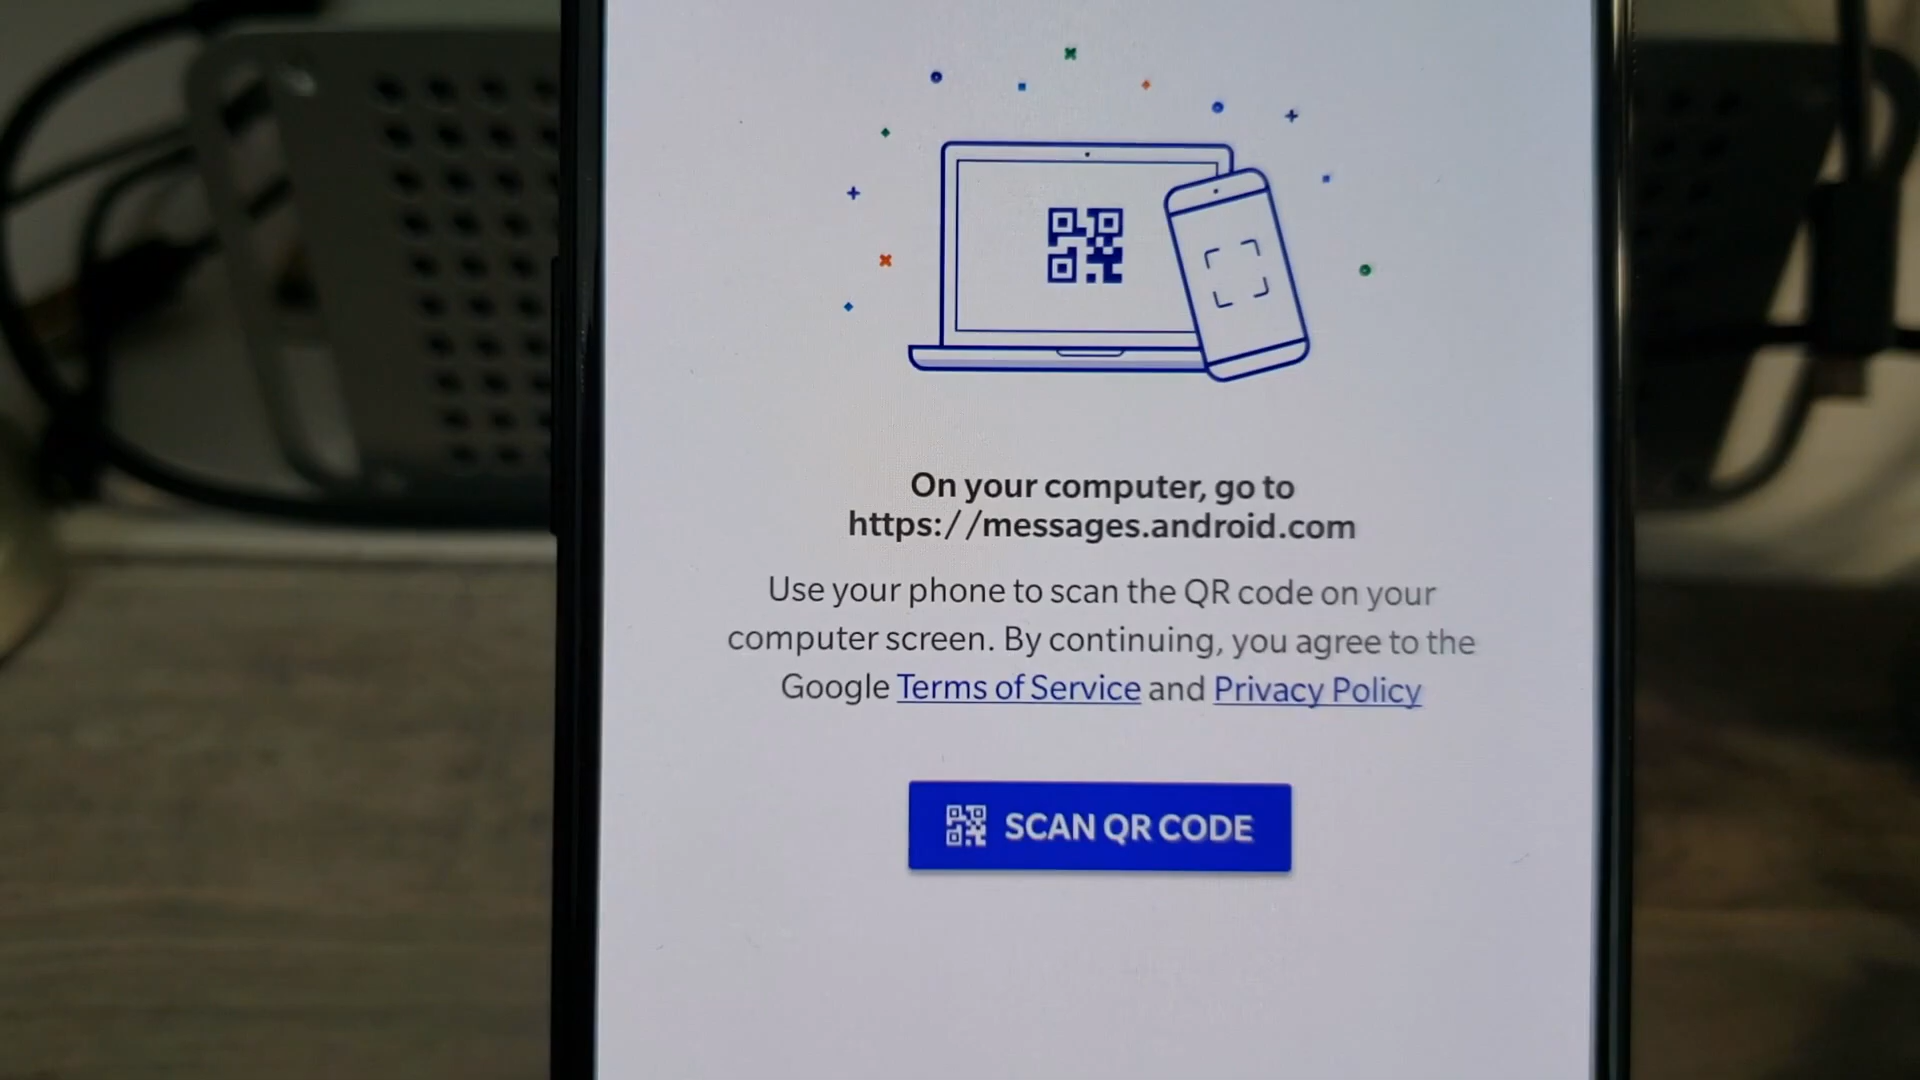 On your computer, go to
https://messages.android.com
Use your phone to scan the QR code on your
computer screen. By continuing, you agree to the
Google Terms of Service and Privacy Policy
SCAN QR CODE